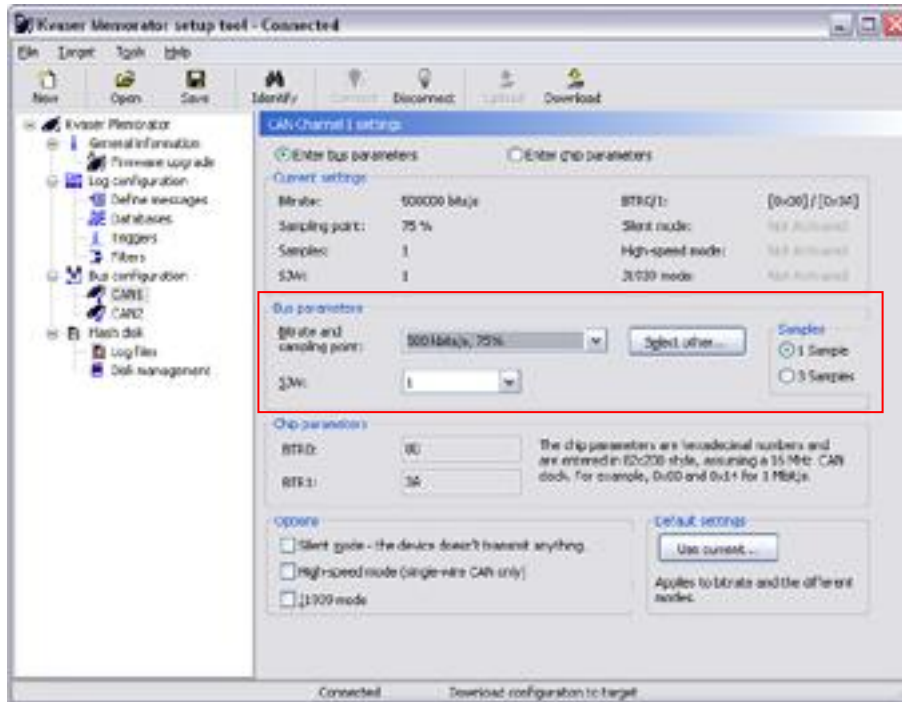 Kvaser Memorator setup tool - Connected
File Target Tools Help
New Open Save Identify Connect Disconnect Upload Download
Kvaser Memorator
General information
Firmware upgrade
Log configuration
Define messages
Databases
Triggers
Filters
Bus configuration
CAN1
CAN2
Flash disk
Log files
Disk management
CAN Channel 1 settings
Enter bus parameters Enter chip parameters
Current settings
Bitrate: 500000 bits/s BTR0/1:
Sampling point: 75 % Silent mode: Not Activated
Samples: 1 High-speed mode: Not Activated
SJW: 1 J1939 mode: Not Activated
Bus parameters
Bitrate and
sampling point: 500 kbits/s, 75% Select other...
SJW: 1
Samples
1 Sample
3 Samples
Chip parameters
BTR0:
BTR1: 3A
The chip parameters are hexadecimal numbers and
are entered in 82c200 style, assuming a 16 MHz CAN
clock. For example, 0x00 and 0x14 for 1 Mbit/s.
Options
Silent mode - the device doesn't transmit anything.
High-speed mode (single-wire CAN only)
J1939 mode
Default settings
Use current...
Applies to bitrate and the different
modes.
Connected Download configuration to target